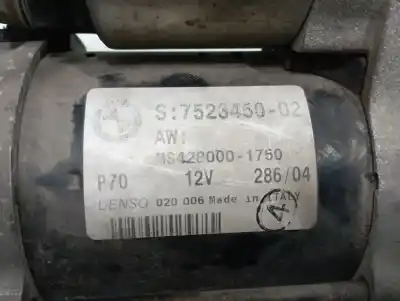 S:7523450-02
AW:
MS428000-1750
P70 12V 286/04
DENSO 020 006 Made in ITALY